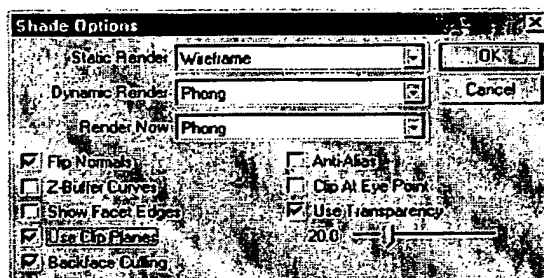 Shade Options
Static Render Wireframe OK
Dynamic Render Phong Cancel
Render Now Phong
Flip Normals Anti-Alias
Z-Buffer Curves Clip At Eye Point
Show Facet Edges Use Transparency
Use Clip Planes 20.0
Backface Culling